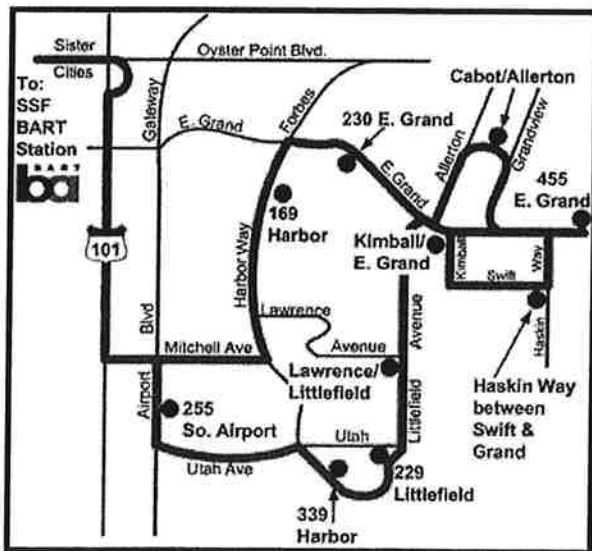 Sister
Cities
Oyster Point Blvd.
To:
SSF
BART
Station
BART
ba
101
Gateway
E. Grand
Forbes
230 E. Grand
Cabot/Allerton
Allerton
Grandview
E. Grand
455
E. Grand
169
Harbor
Harbor Way
Kimball/
E. Grand
Kimball
Swift
Way
Haskin
Lawrence
Avenue
Avenue
Littlefield
Blvd
Mitchell Ave
Airport
Lawrence/
Littlefield
Haskin Way
between
Swift &
Grand
255
So. Airport
Utah
Utah Ave
229
Littlefield
339
Harbor